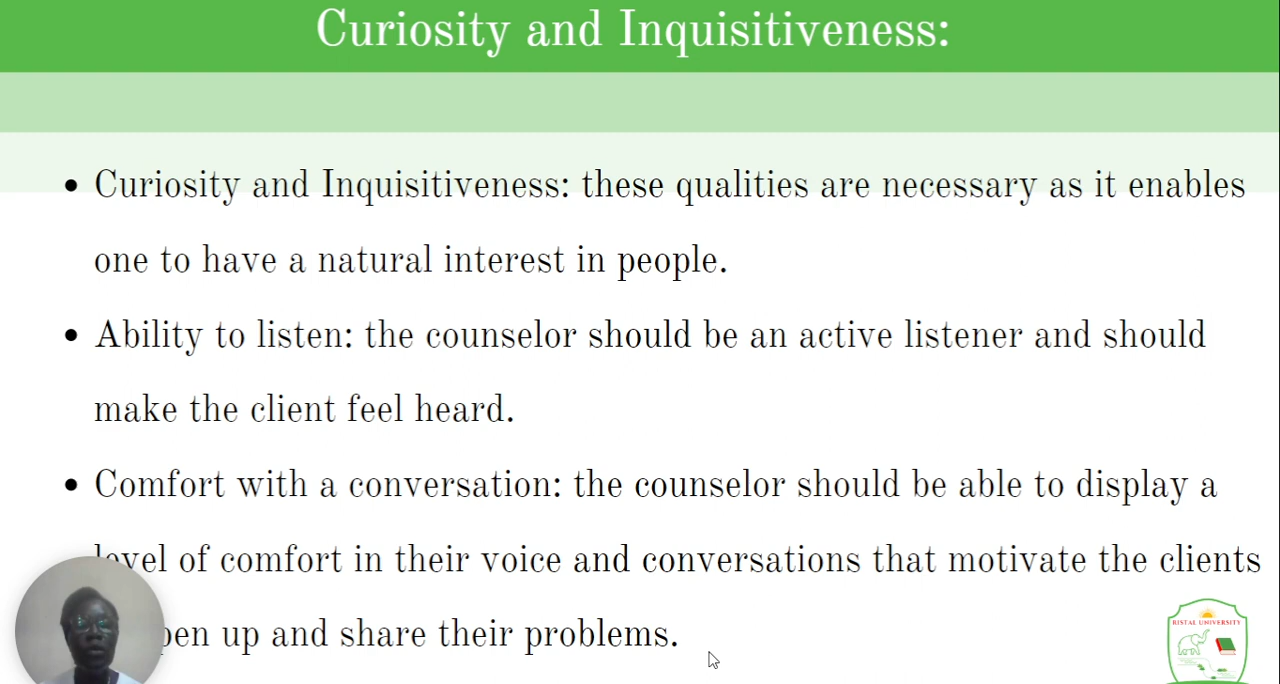 Curiosity and Inquisitiveness:
• Curiosity and Inquisitiveness: these qualities are necessary as it enables
one to have a natural interest in people.
• Ability to listen: the counselor should be an active listener and should
make the client feel heard.
• Comfort with a conversation: the counselor should be able to display a
level of comfort in their voice and conversations that motivate the clients
up and share their problems.
RISTAL UNIVERSITY